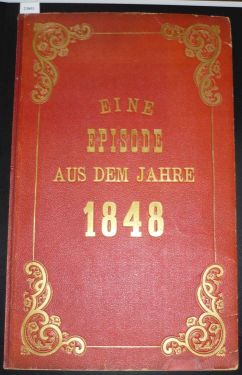 EINE
EPISODE
AUS DEM JAHRE
1848